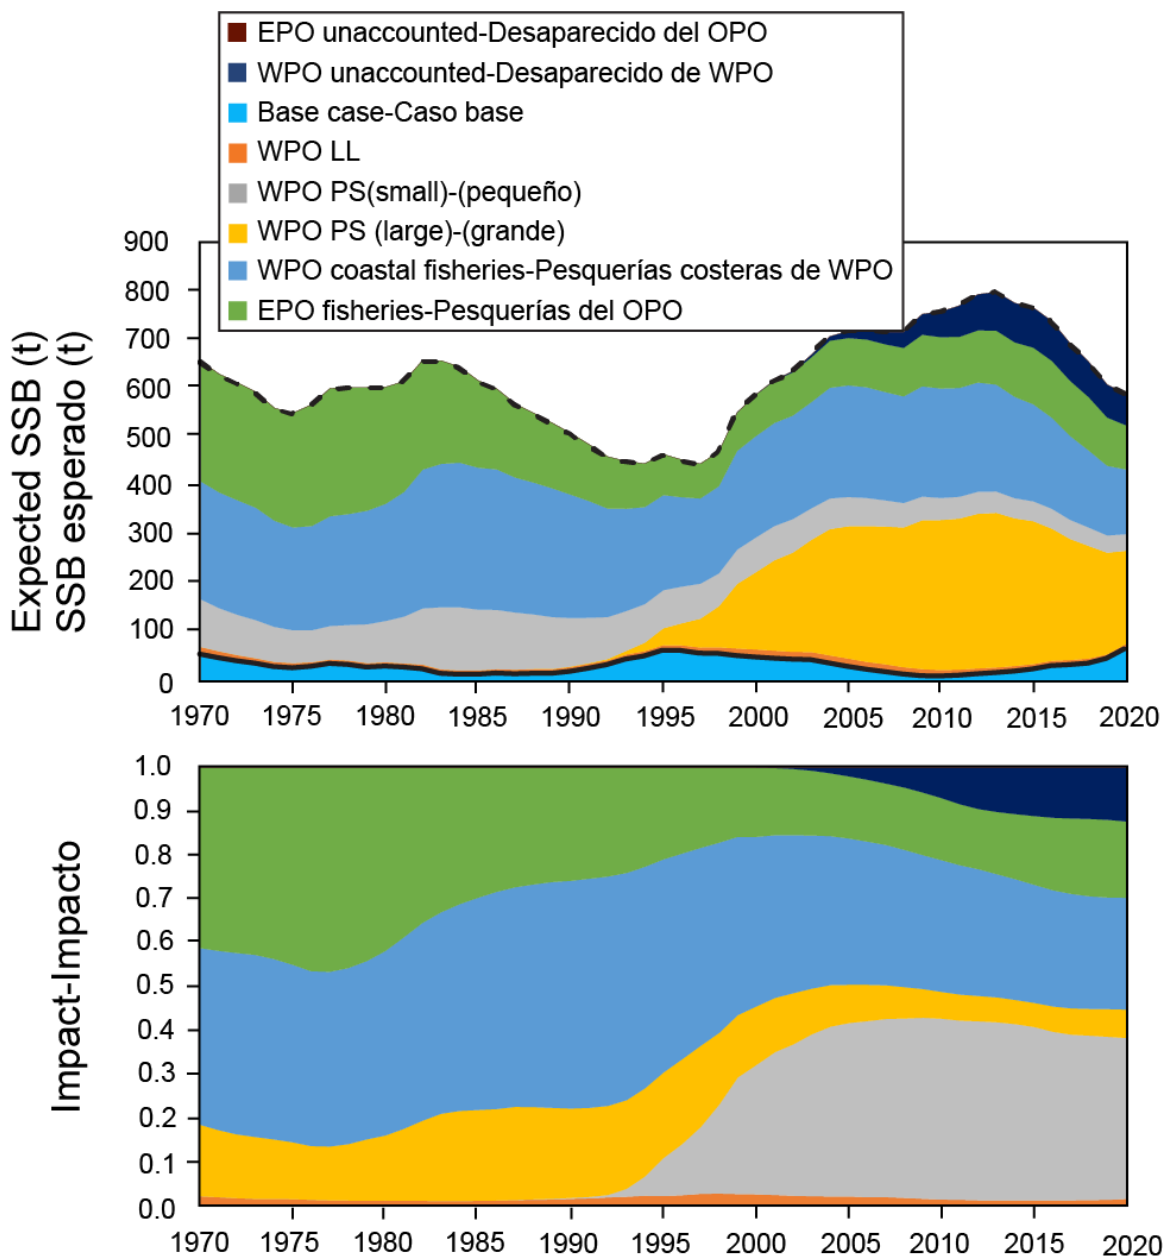 EPO unaccounted-Desaparecido del OPO
WPO unaccounted-Desaparecido de WPO
Base case-Caso base
WPO LL
WPO PS(small)-(pequeño)
WPO PS (large)-(grande)
WPO coastal fisheries-Pesquerías costeras de WPO
EPO fisheries-Pesquerías del OPO
Expected SSB (t)
SSB esperado (t)
900
800
700
600
500
400
300
200
100
0
1970 1975 1980 1985 1990 1995 2000 2005 2010 2015 2020
Impact-Impacto
1.0
0.9
0.8
0.7
0.6
0.5
0.4
0.3
0.2
0.1
0.0
1970 1975 1980 1985 1990 1995 2000 2005 2010 2015 2020